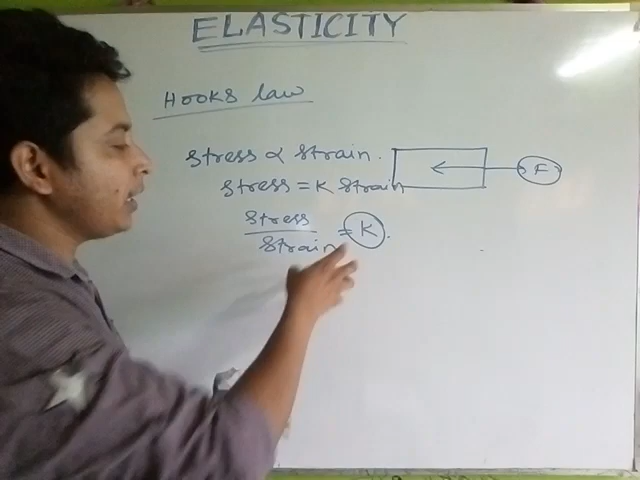 ELASTICITY
HOOKS law
stress ∝ strain.
F
stress = K strain
stress
strain = K.